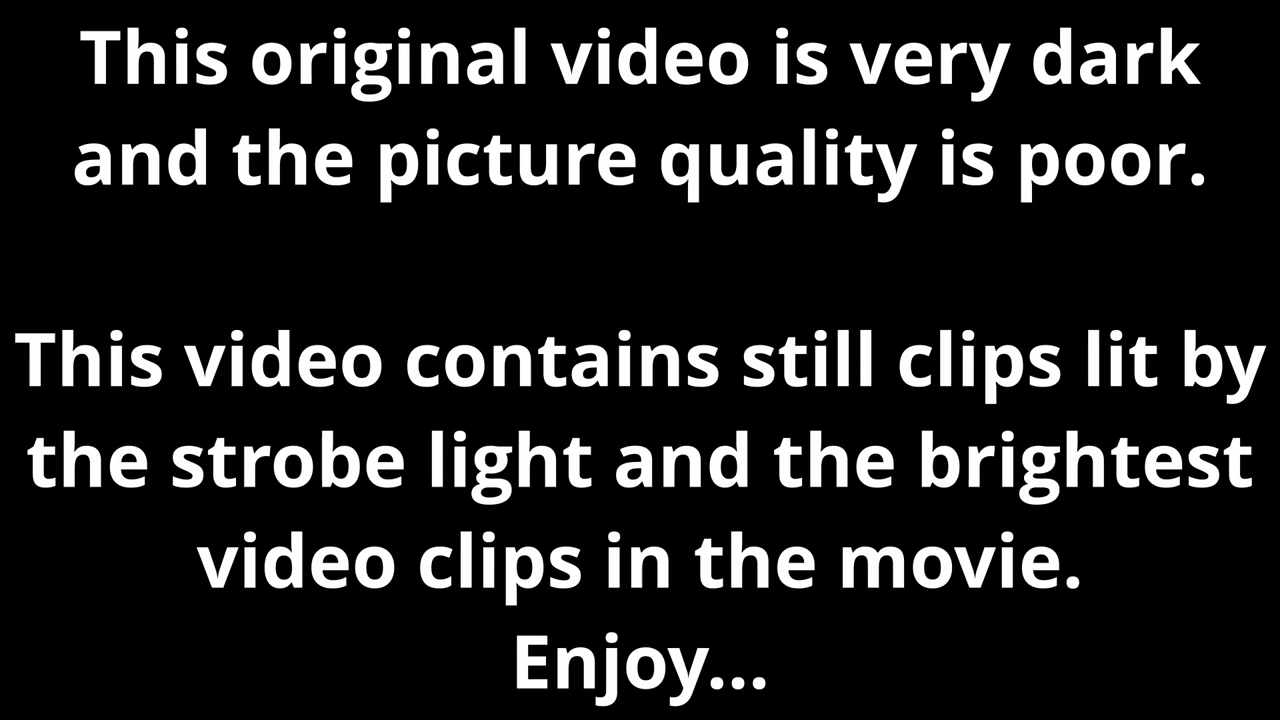 This original video is very dark
and the picture quality is poor.
This video contains still clips lit by
the strobe light and the brightest
video clips in the movie.
Enjoy...